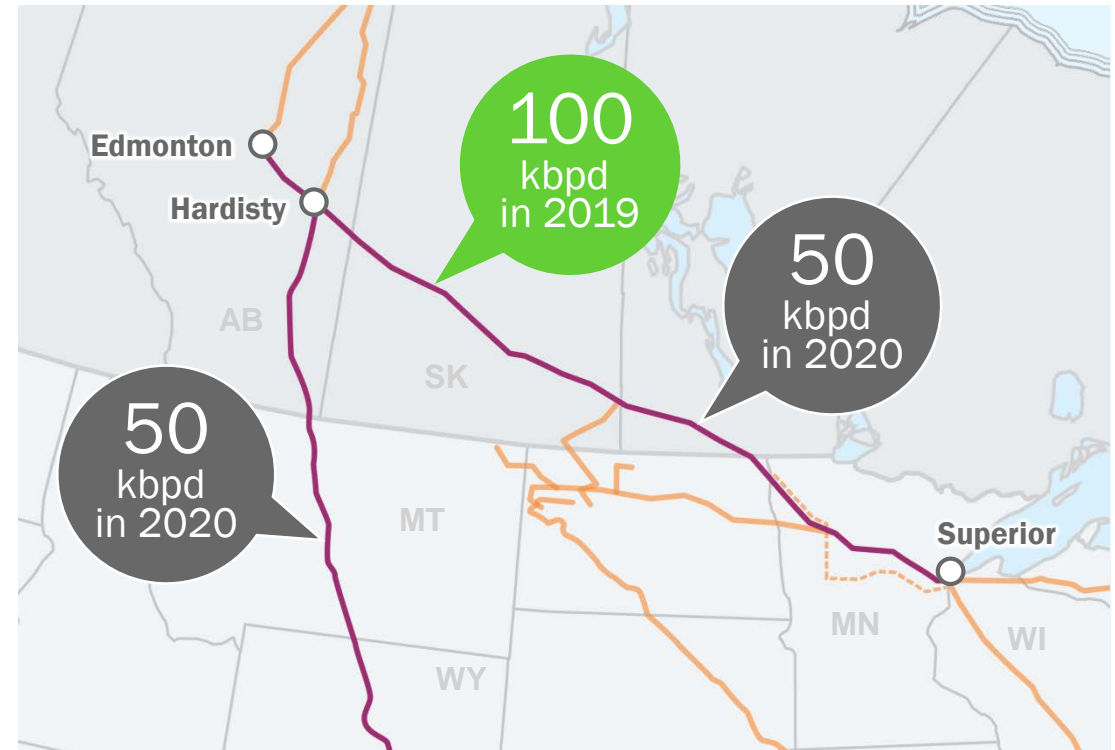 Edmonton
Hardisty
100
kbpd
in 2019
50
kbpd
in 2020
AB
SK
50
kbpd
in 2020
MT
Superior
MN
WI
WY